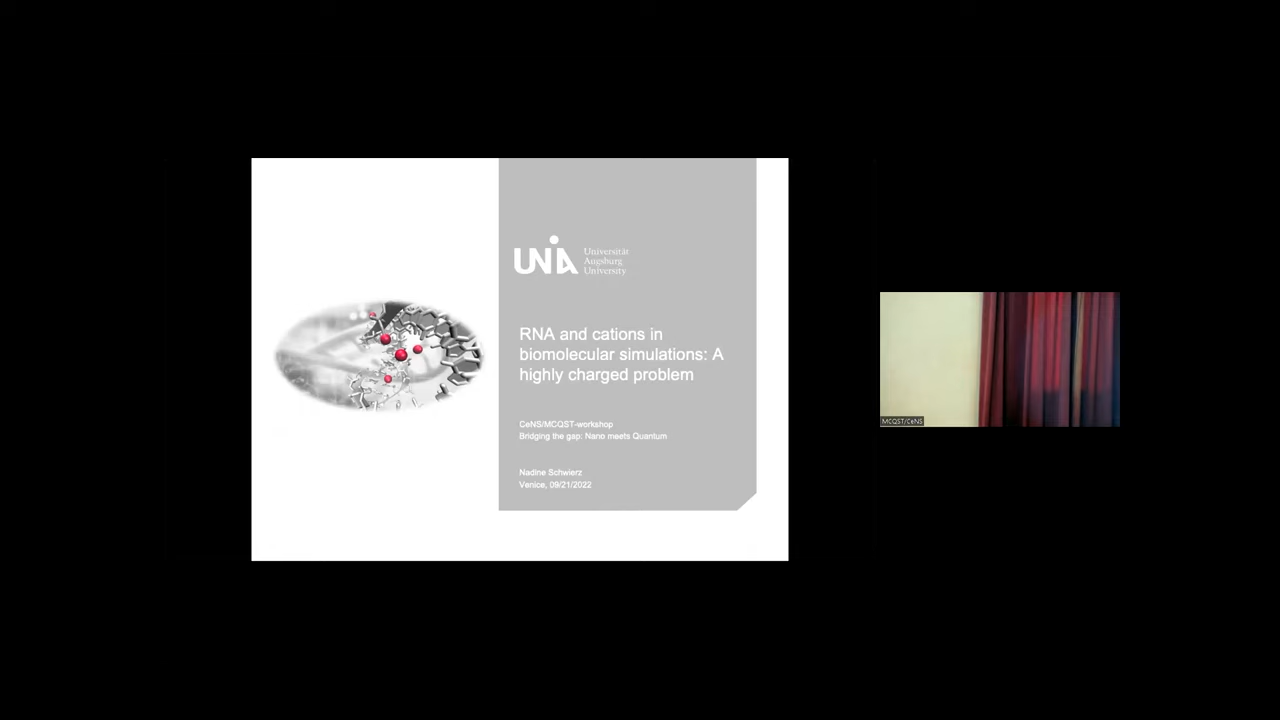 UNIA
Universität
Augsburg
University
RNA and cations in
biomolecular simulations: A
highly charged problem
CeNS/MCQST-workshop
Bridging the gap: Nano meets Quantum
Nadine Schwierz
Venice, 09/21/2022
MCQST/CeNS